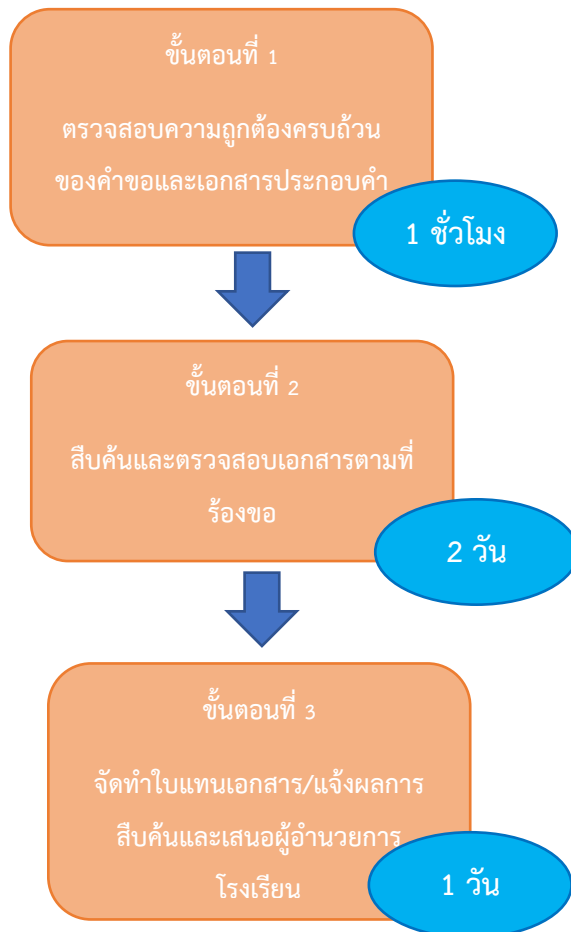 ขั้นตอนที่ 1
ตรวจสอบความถูกต้องครบถ้วน
ของคำขอและเอกสารประกอบคำ
1 ชั่วโมง
ขั้นตอนที่ 2
สืบค้นและตรวจสอบเอกสารตามที่
ร้องขอ
2 วัน
ขั้นตอนที่ 3
จัดทำใบแทนเอกสาร/แจ้งผลการ
สืบค้นและเสนอผู้อำนวยการ
โรงเรียน
1 วัน